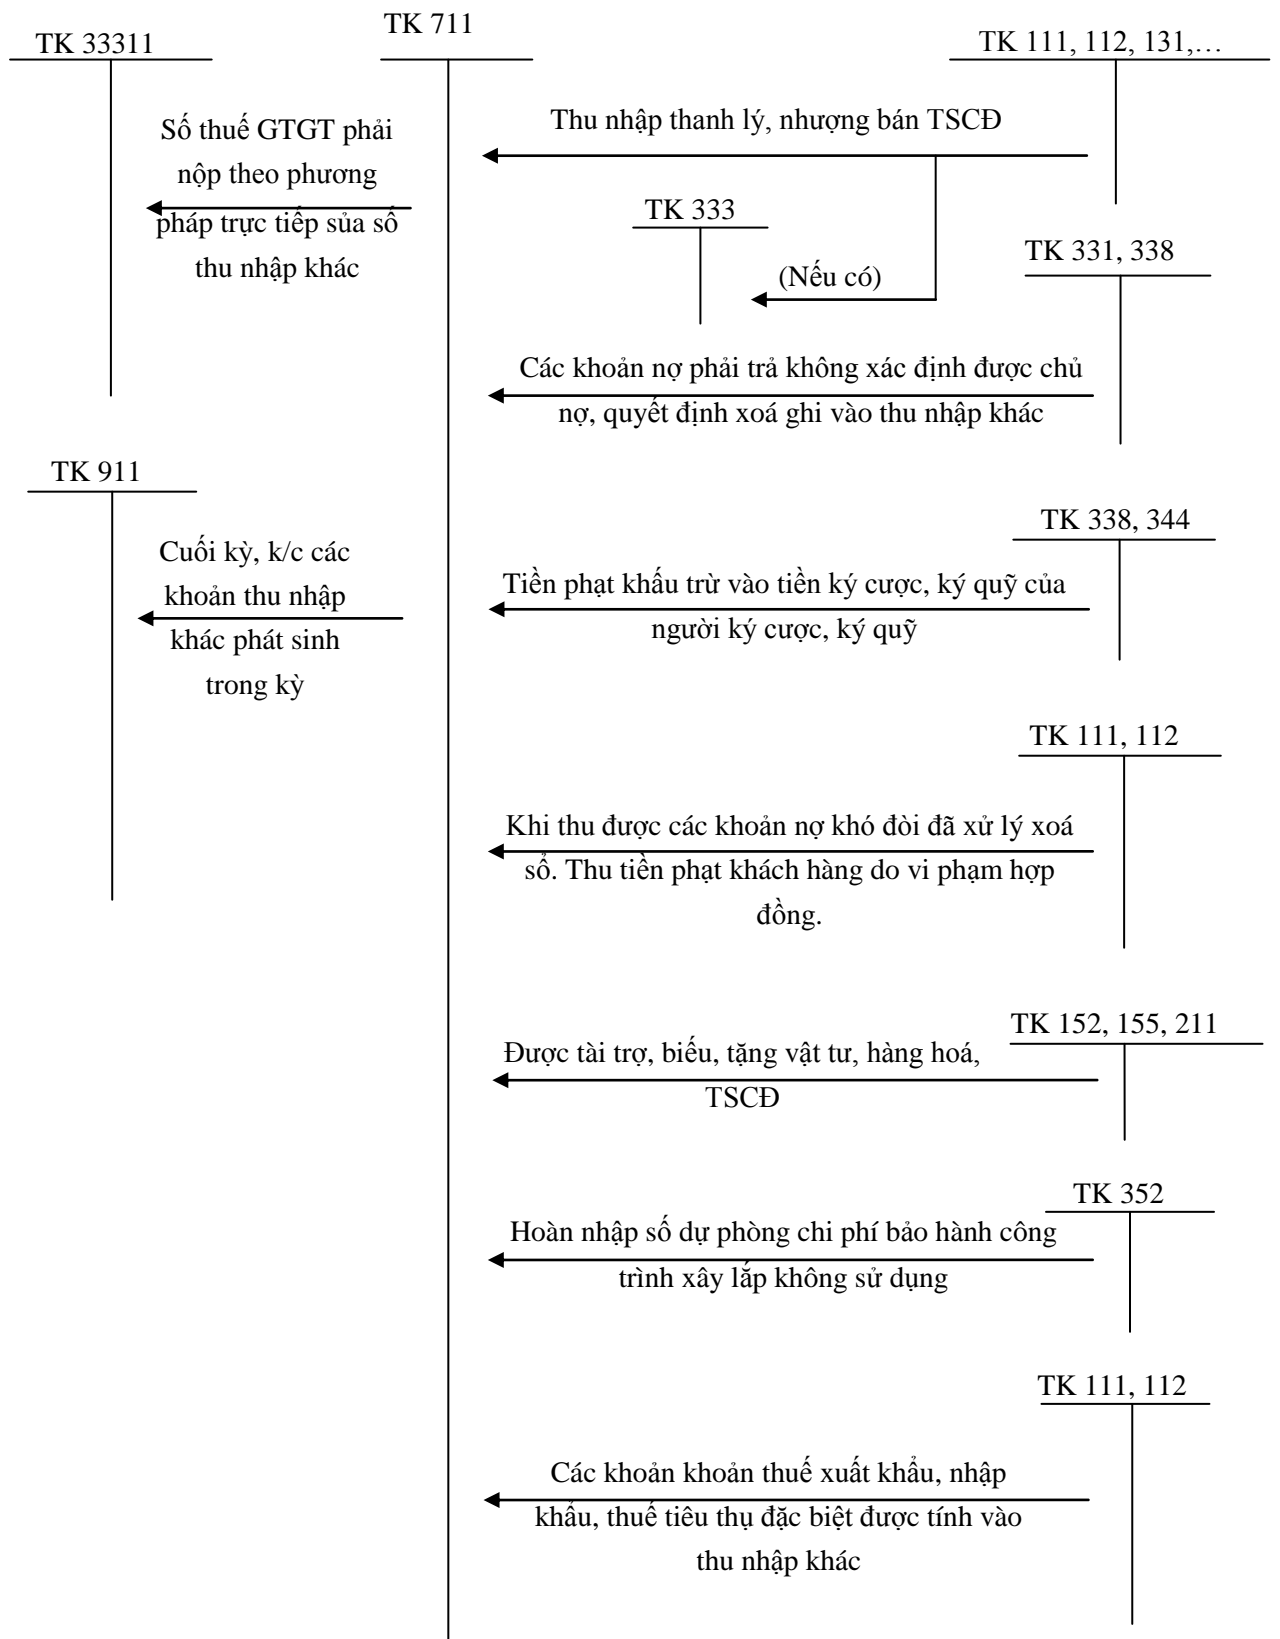 TK 33311
TK 711
TK 111, 112, 131,…
Số thuế GTGT phải
nộp theo phương
pháp trực tiếp sủa số
thu nhập khác
Thu nhập thanh lý, nhượng bán TSCĐ
TK 333
(Nếu có)
TK 331, 338
Các khoản nợ phải trả không xác định được chủ
nợ, quyết định xoá ghi vào thu nhập khác
TK 911
Cuối kỳ, k/c các
khoản thu nhập
khác phát sinh
trong kỳ
TK 338, 344
Tiền phạt khấu trừ vào tiền ký cược, ký quỹ của
người ký cược, ký quỹ
TK 111, 112
Khi thu được các khoản nợ khó đòi đã xử lý xoá
sổ. Thu tiền phạt khách hàng do vi phạm hợp
đồng.
TK 152, 155, 211
Được tài trợ, biếu, tặng vật tư, hàng hoá,
TSCĐ
TK 352
Hoàn nhập số dự phòng chi phí bảo hành công
trình xây lắp không sử dụng
TK 111, 112
Các khoản khoản thuế xuất khẩu, nhập
khẩu, thuế tiêu thụ đặc biệt được tính vào
thu nhập khác